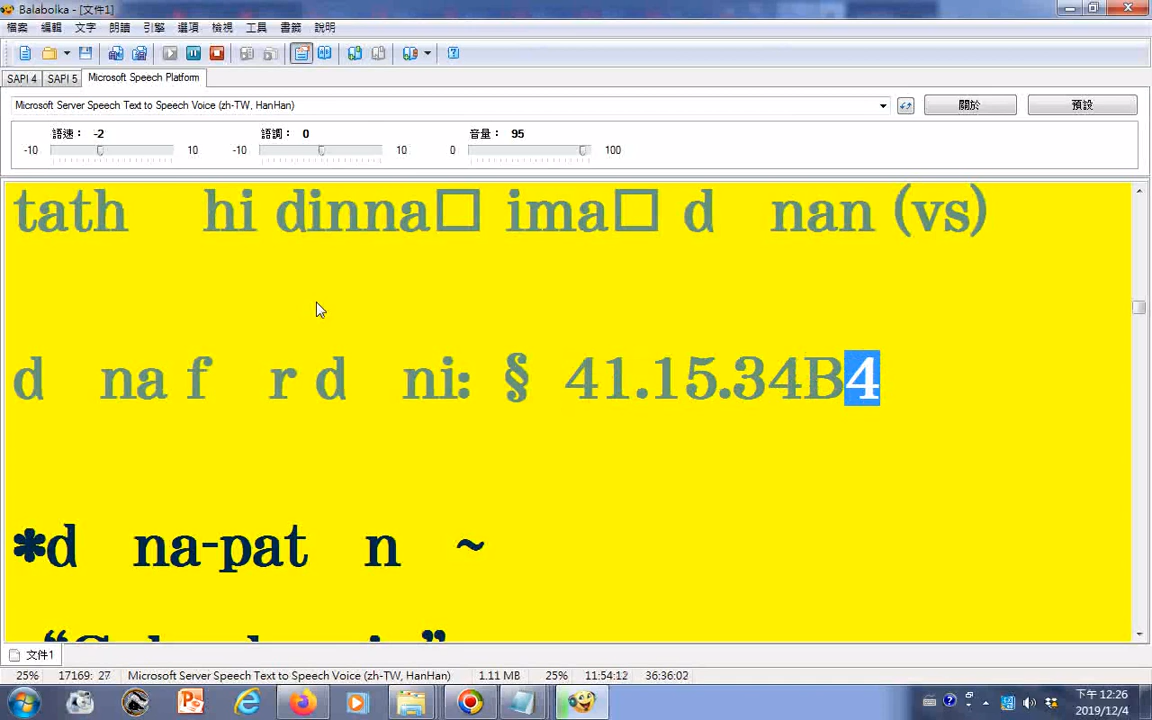 Balabolka - [文件1]
檔案 編輯 文字 朗讀 引擎 選項 檢視 工具 書籤 說明
SAPI 4 SAPI 5 Microsoft Speech Platform
Microsoft Server Speech Text to Speech Voice (zh-TW, HanHan) 關於 預設
語速： -2 語調： 0 音量： 95
-10 10 -10 10 0 100
tath hi dinna□ ima□ d nan (vs)
d na f r d ni: § 41.15.34B4
*d na-pat n ~
文件1
25% 17169: 27 Microsoft Server Speech Text to Speech Voice (zh-TW, HanHan) 1.11 MB 25% 11:54:12 36:36:02
下午 12:26
2019/12/4